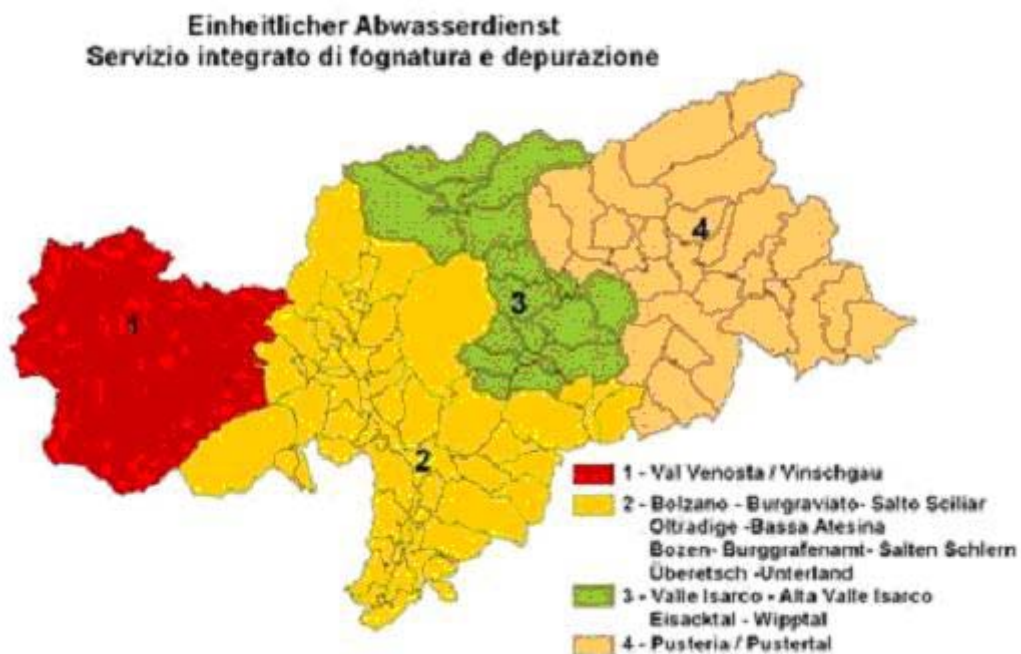 Einheitlicher Abwasserdienst
Servizio integrato di fognatura e depurazione
1
2
3
4
1 - Val Venosta / Vinschgau
2 - Bolzano - Burgraviato- Salto Sciliar
Oltradige -Bassa Atesina
Bozen- Burggrafenamt- Salten Schlern
Überetsch -Unterland
3 - Valle Isarco - Alta Valle Isarco
Eisacktal - Wipptal
4 - Pusteria / Pustertal